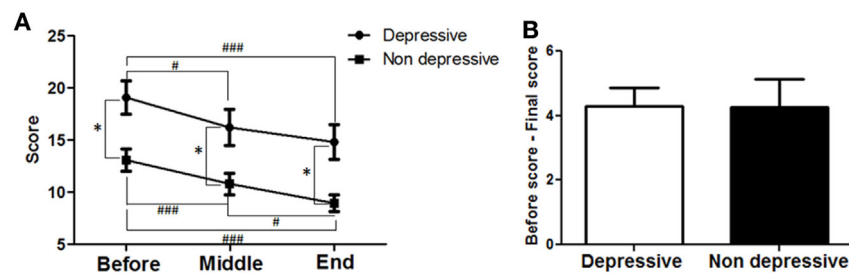 A
Score
25
20
15
10
5
###
#
*
*
*
###
#
###
Before Middle End
Depressive
Non depressive
B
Before score - Final score
6
4
2
0
Depressive Non depressive